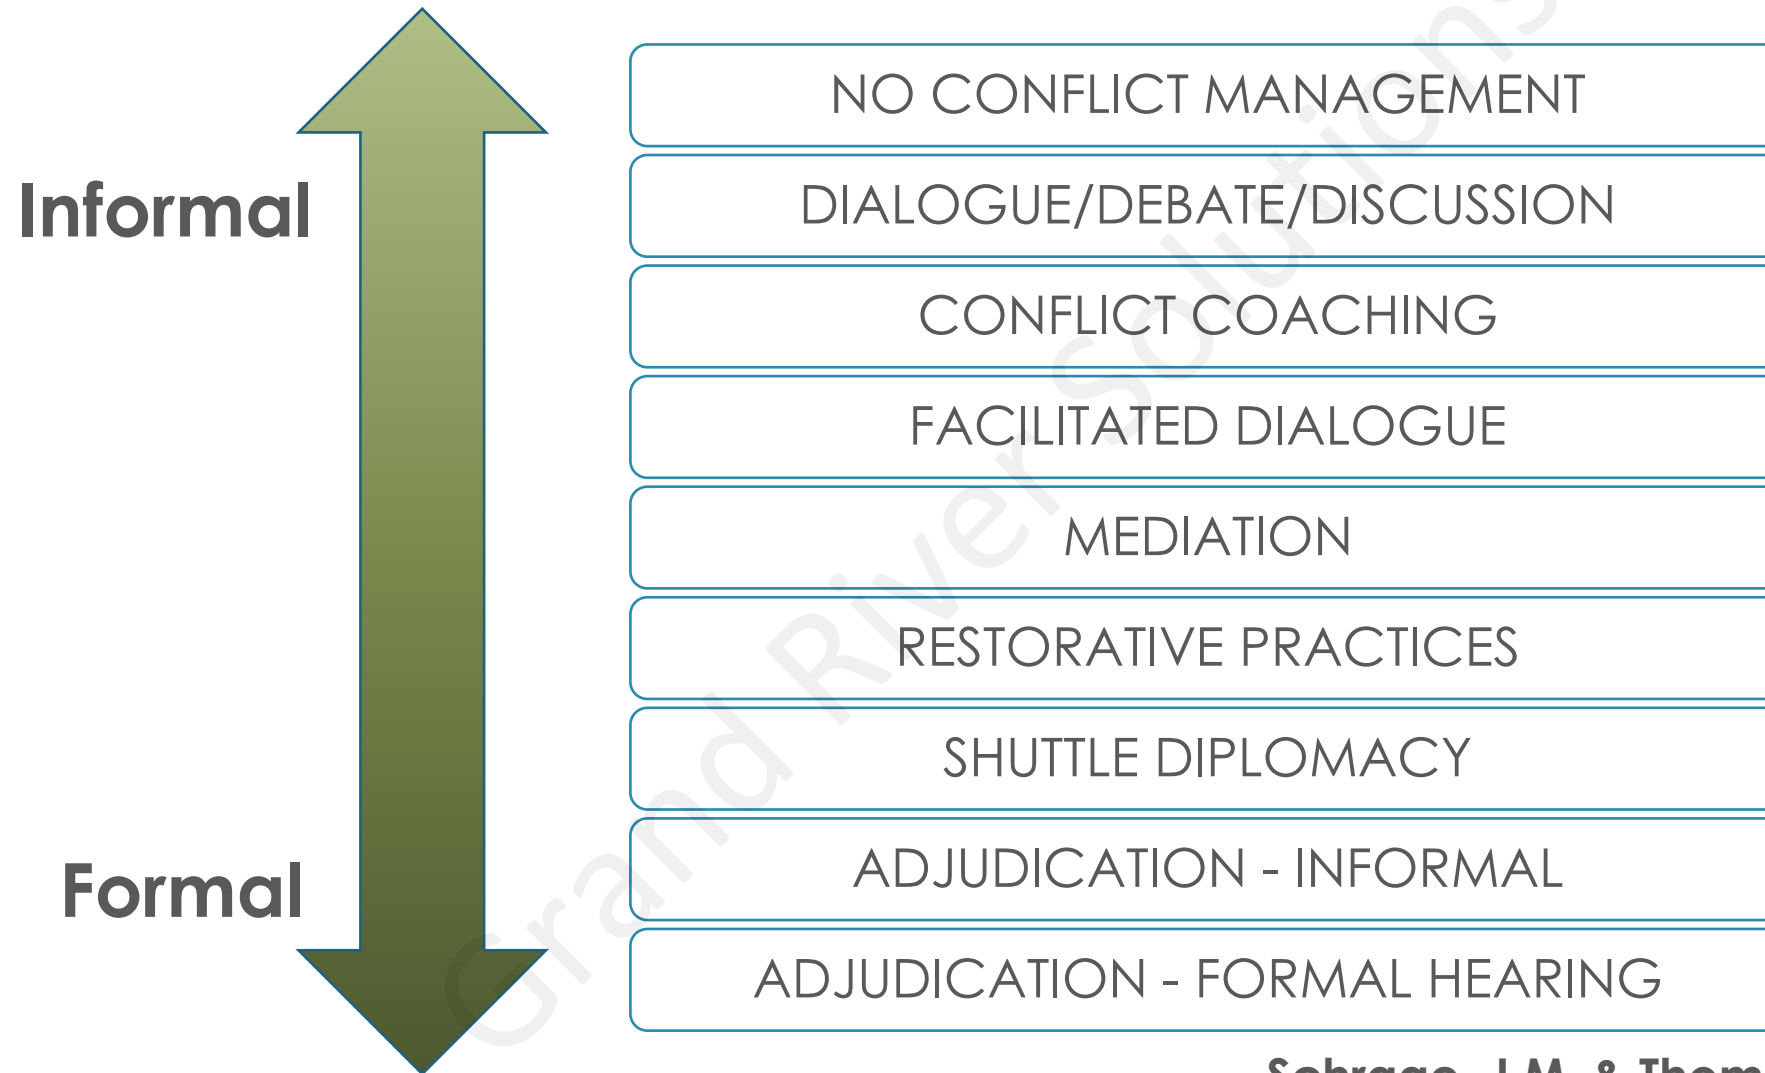 NO CONFLICT MANAGEMENT
Informal
DIALOGUE/DEBATE/DISCUSSION
CONFLICT COACHING
FACILITATED DIALOGUE
MEDIATION
RESTORATIVE PRACTICES
SHUTTLE DIPLOMACY
Formal
ADJUDICATION - INFORMAL
ADJUDICATION - FORMAL HEARING
Grand River Solutions